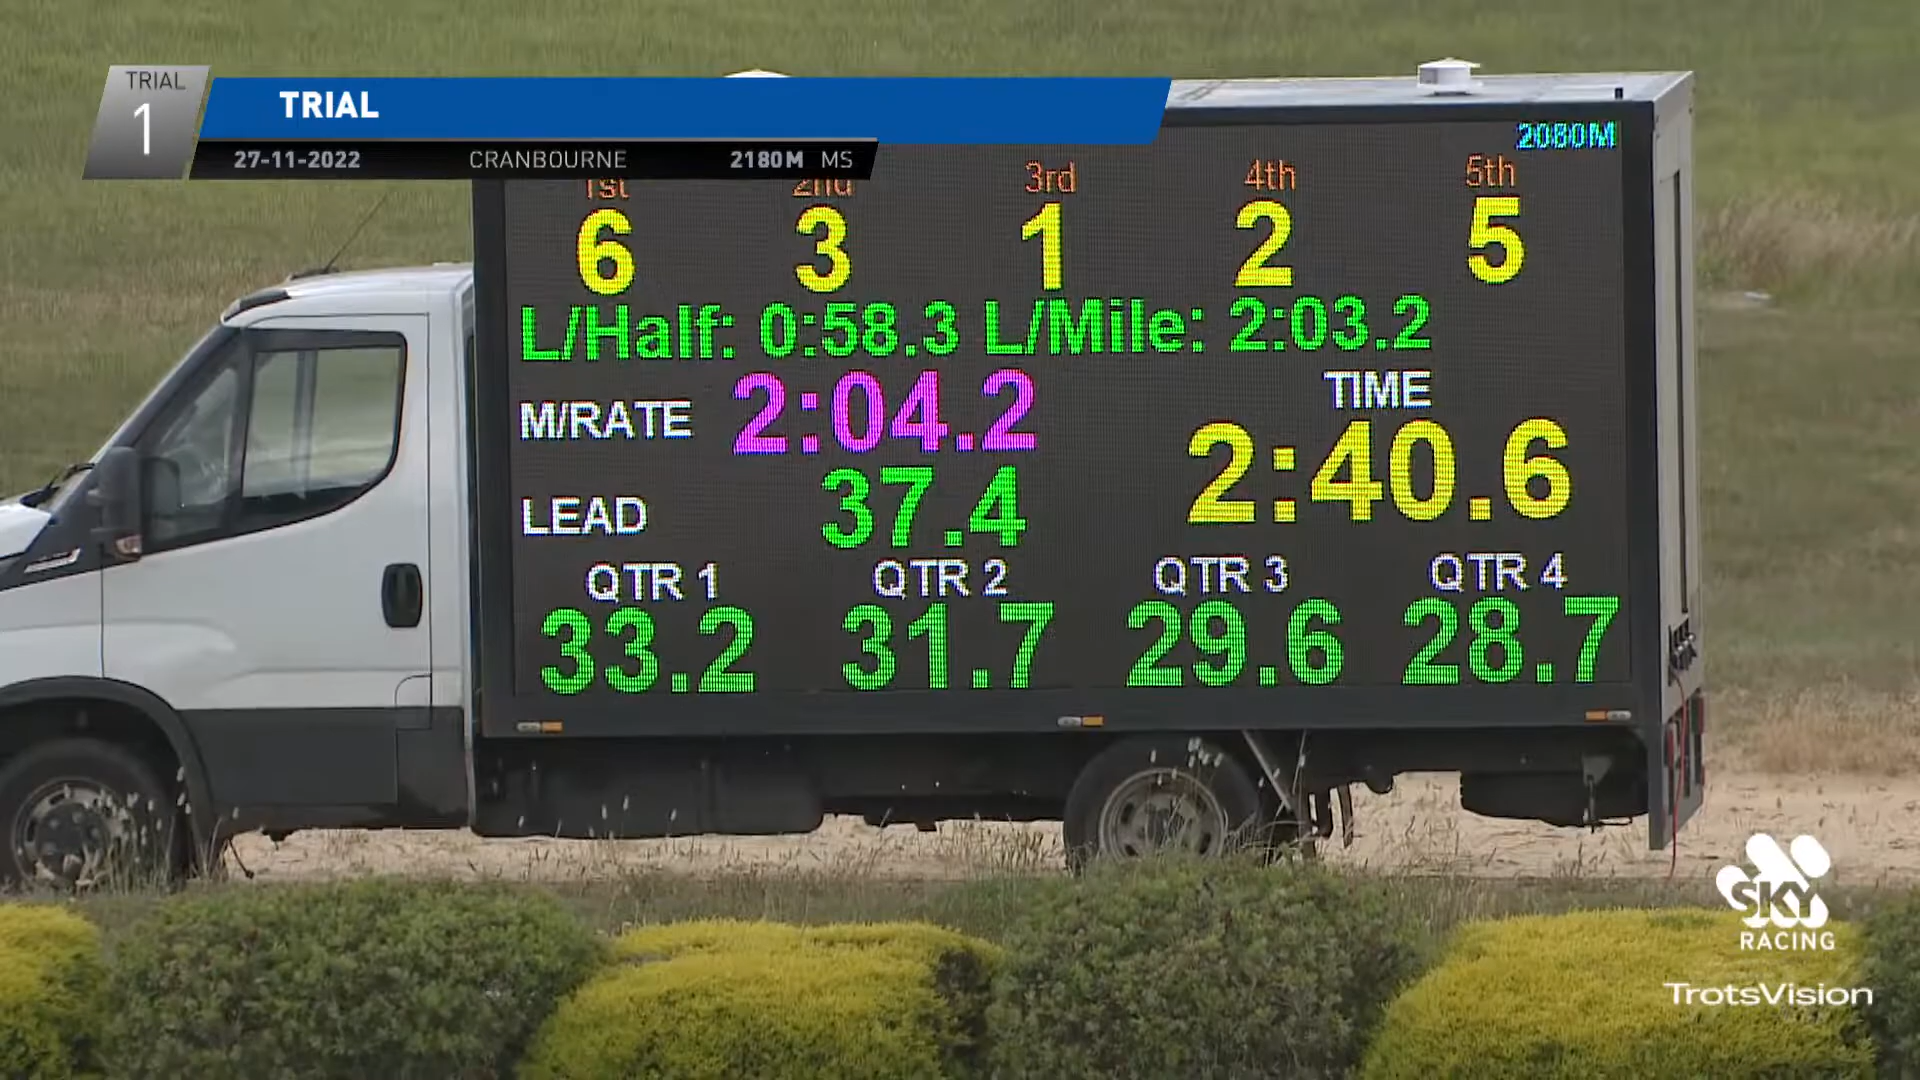 TRIAL
1
TRIAL
27-11-2022 CRANBOURNE 2180M MS
2080M
1st 2nd 3rd 4th 5th
6 3 1 2 5
L/Half: 0:58.3 L/Mile: 2:03.2
M/RATE 2:04.2 TIME
2:40.6
LEAD 37.4
QTR 1 QTR 2 QTR 3 QTR 4
33.2 31.7 29.6 28.7
SKY
RACING
TrotsVision